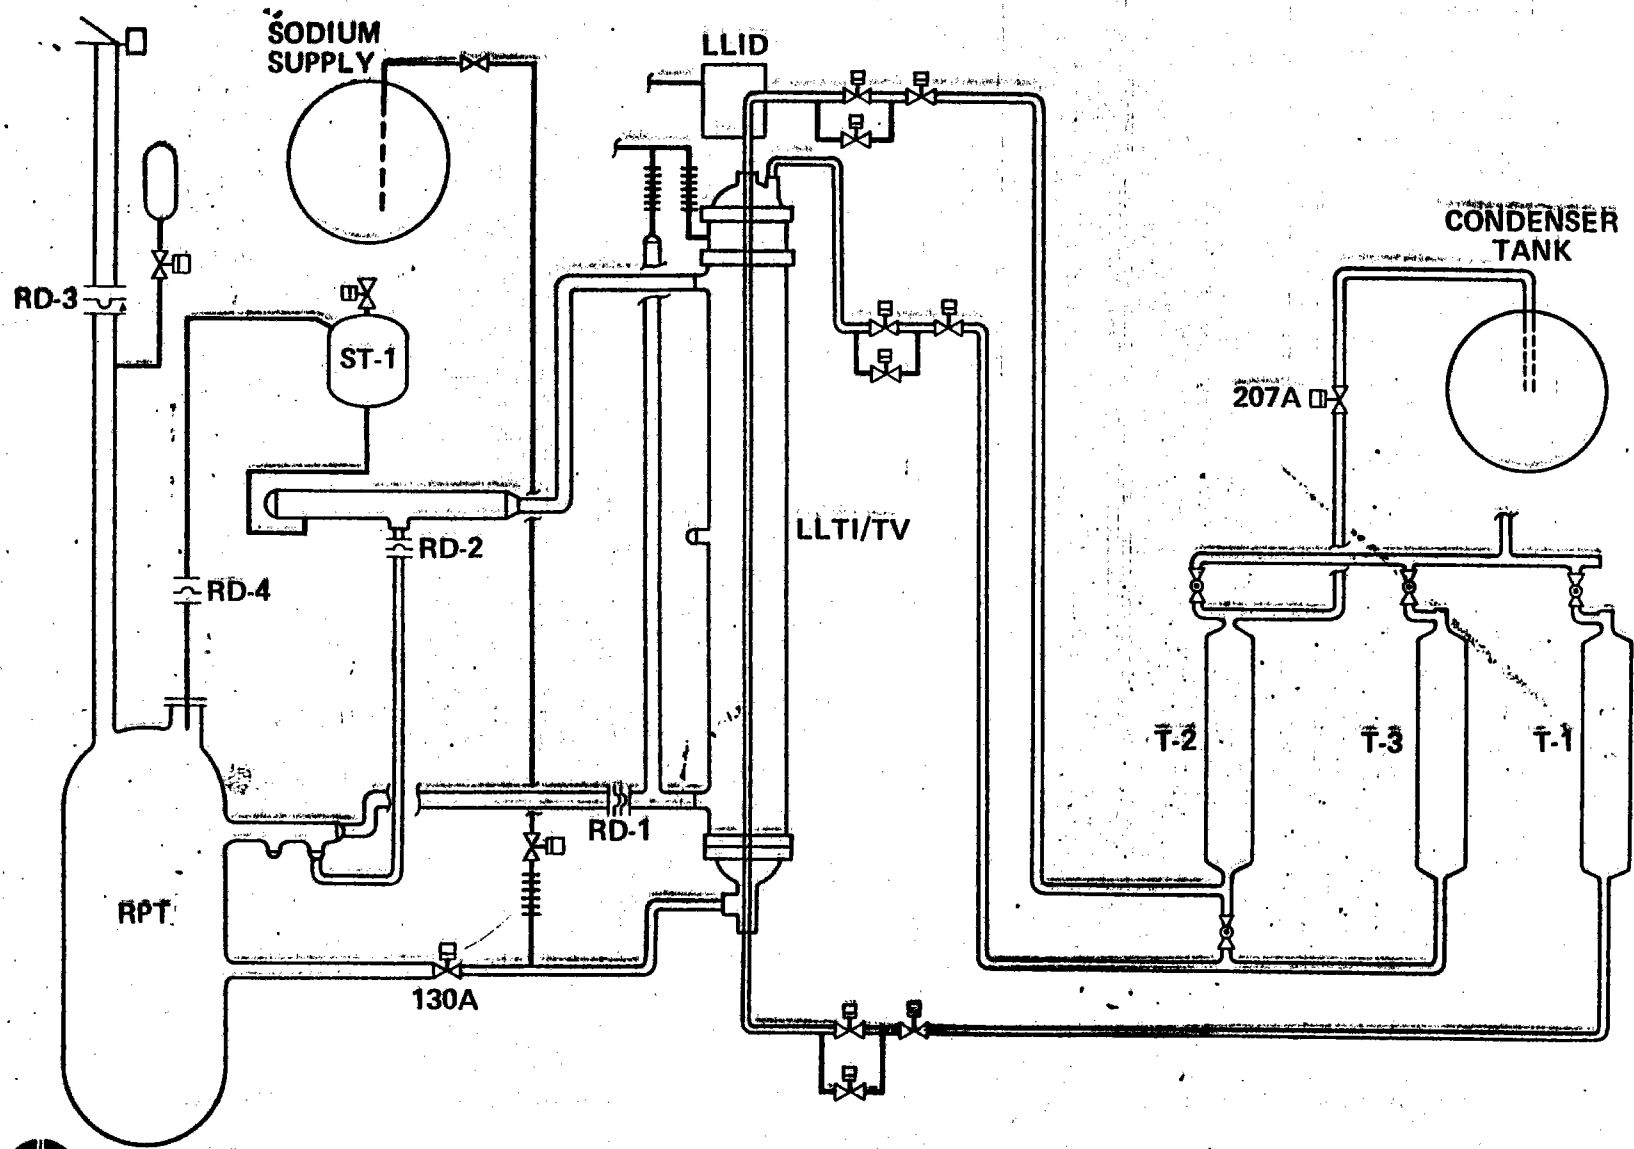 SODIUM
SUPPLY
LLID
CONDENSER
TANK
RD-3
ST-1
207A
LLTI/TV
RD-2
RD-4
T-2
T-3
T-1
RD-1
RPT
130A